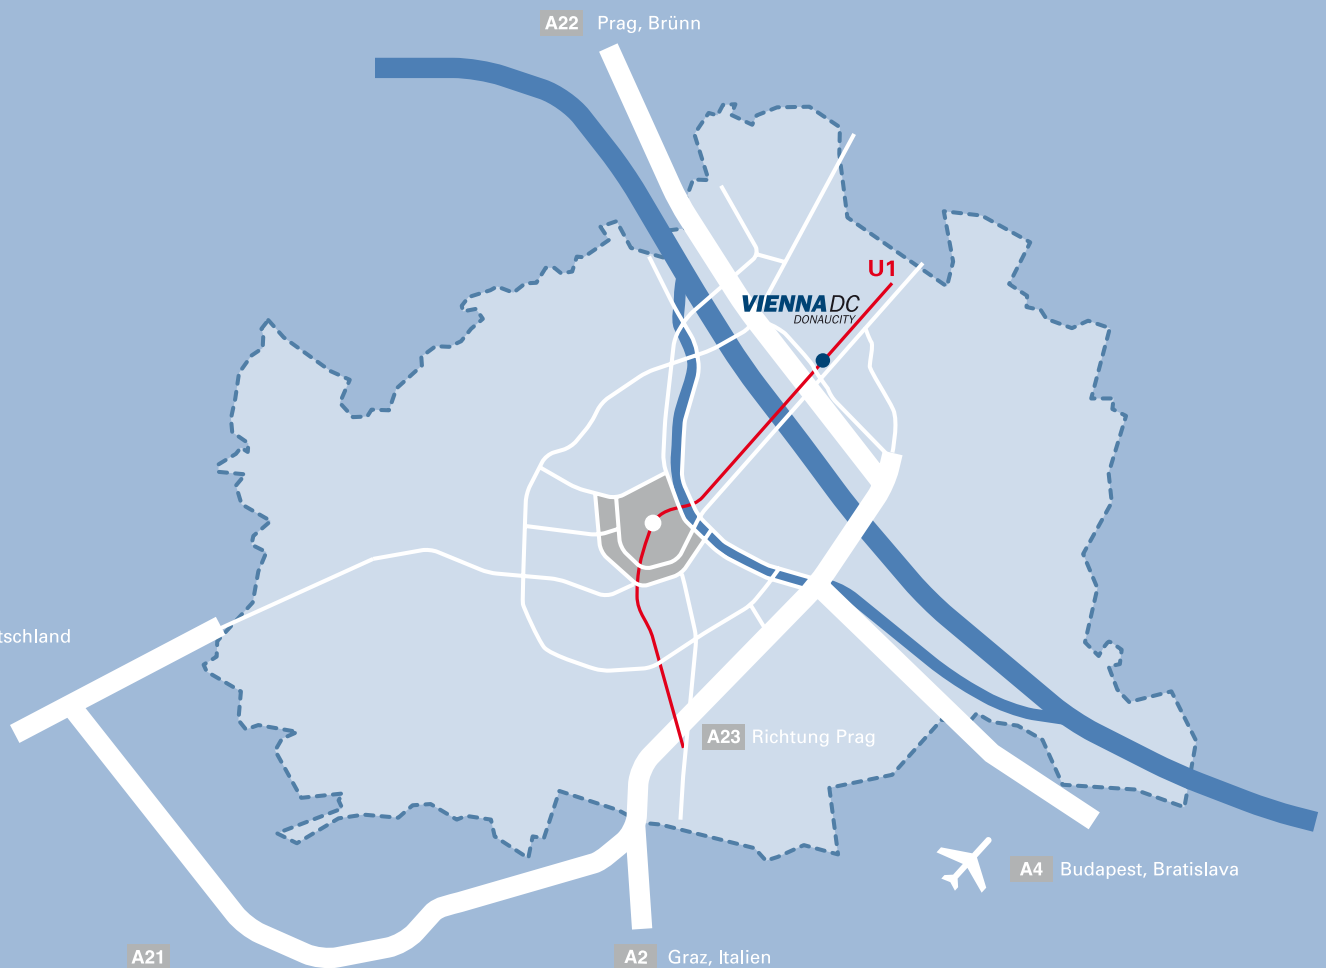 A22 Prag, Brünn
U1
VIENNA DC
DONAUCITY
tschland
A23 Richtung Prag
A4 Budapest, Bratislava
A21
A2 Graz, Italien